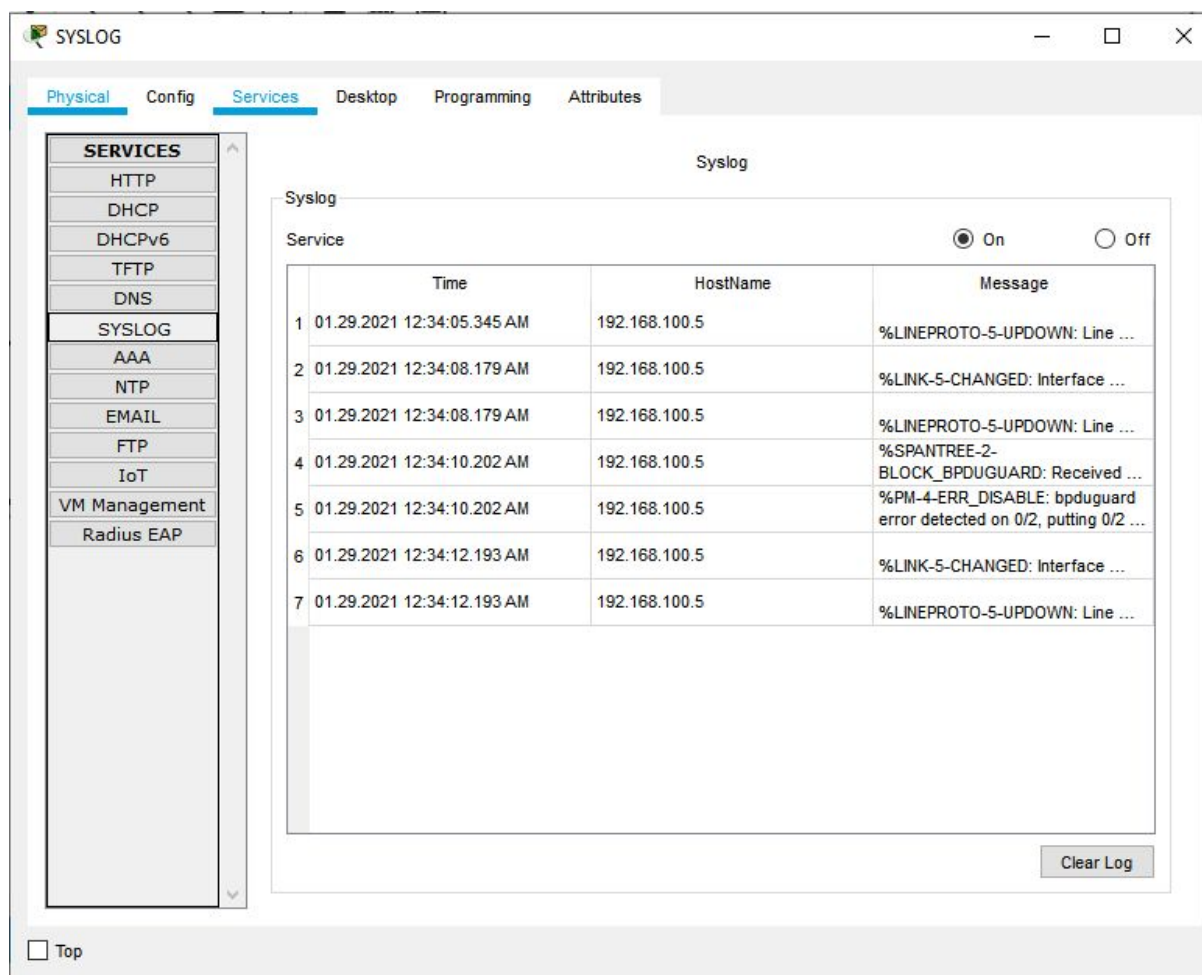 SYSLOG
Physical Config Services Desktop Programming Attributes
SERVICES
HTTP
DHCP
DHCPv6
TFTP
DNS
SYSLOG
AAA
NTP
EMAIL
FTP
IoT
VM Management
Radius EAP
Syslog
Syslog
Service On Off
Time HostName Message
1 01.29.2021 12:34:05.345 AM 192.168.100.5 %LINEPROTO-5-UPDOWN: Line ...
2 01.29.2021 12:34:08.179 AM 192.168.100.5 %LINK-5-CHANGED: Interface ...
3 01.29.2021 12:34:08.179 AM 192.168.100.5 %LINEPROTO-5-UPDOWN: Line ...
4 01.29.2021 12:34:10.202 AM 192.168.100.5 %SPANTREE-2-
BLOCK_BPDUGUARD: Received ...
5 01.29.2021 12:34:10.202 AM 192.168.100.5 %PM-4-ERR_DISABLE: bpduguard
error detected on 0/2, putting 0/2 ...
6 01.29.2021 12:34:12.193 AM 192.168.100.5 %LINK-5-CHANGED: Interface ...
7 01.29.2021 12:34:12.193 AM 192.168.100.5 %LINEPROTO-5-UPDOWN: Line ...
Clear Log
Top